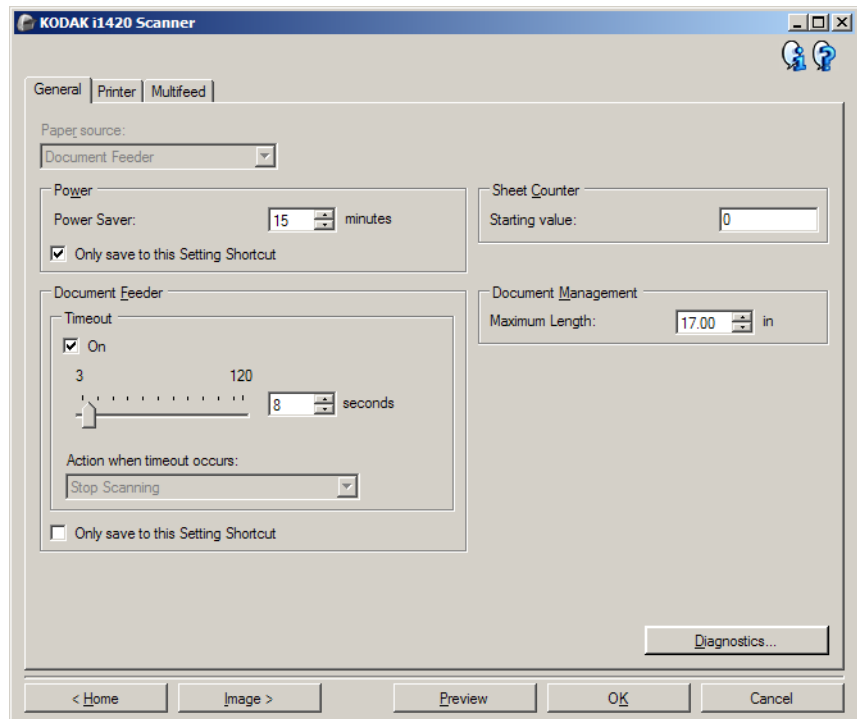 KODAK i1420 Scanner
General Printer Multifeed
Paper source:
Document Feeder
Power
Power Saver: 15 minutes
Only save to this Setting Shortcut
Sheet Counter
Starting value: 0
Document Feeder
Timeout
On
3 120
8 seconds
Action when timeout occurs:
Stop Scanning
Only save to this Setting Shortcut
Document Management
Maximum Length: 17.00 in
Diagnostics...
< Home Image > Preview OK Cancel